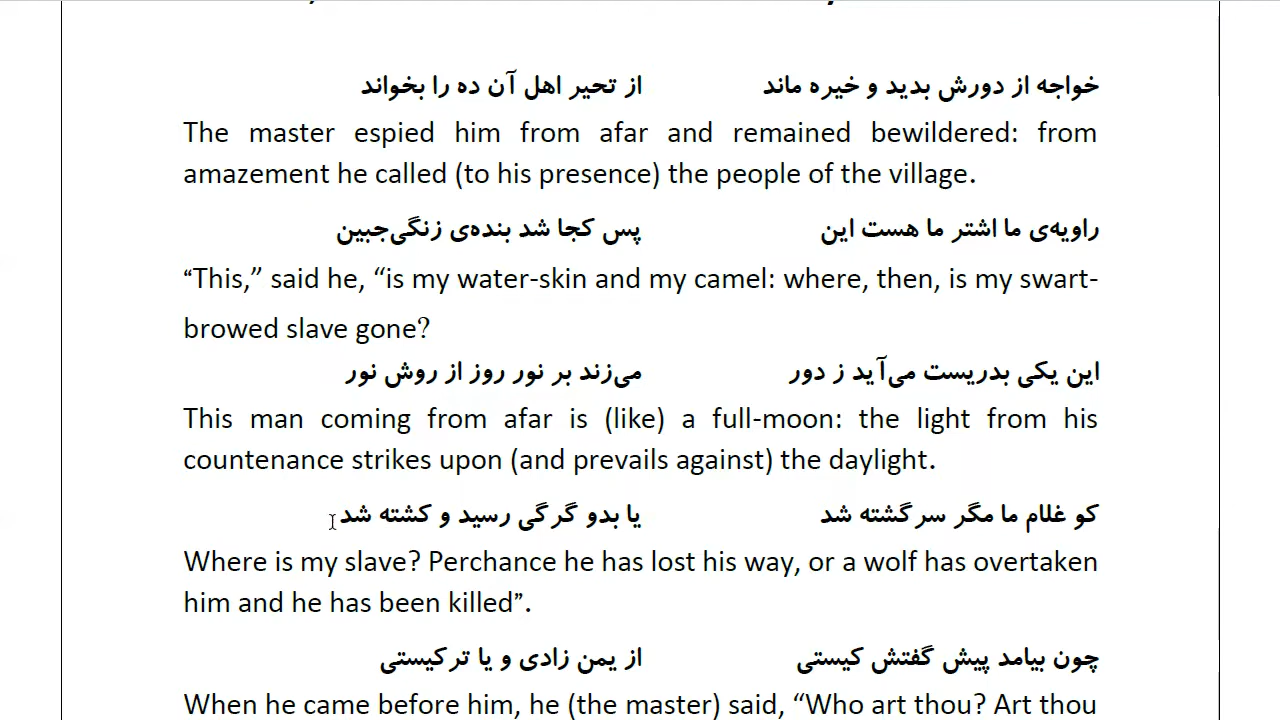 خواجه از دورش بدید و خیره ماند از تحیر اهل آن ده را بخواند
The master espied him from afar and remained bewildered: from
amazement he called (to his presence) the people of the village.
راویه‌ی ما اشتر ما هست این پس کجا شد بنده‌ی زنگی‌جبین
“This,” said he, “is my water-skin and my camel: where, then, is my swart-
browed slave gone?
این یکی بدریست می‌آید ز دور می‌زند بر نور روز از روش نور
This man coming from afar is (like) a full-moon: the light from his
countenance strikes upon (and prevails against) the daylight.
کو غلام ما مگر سرگشته شد یا بدو گرگی رسید و کشته شد
Where is my slave? Perchance he has lost his way, or a wolf has overtaken
him and he has been killed”.
چون بیامد پیش گفتش کیستی از یمن زادی و یا ترکیستی
When he came before him, he (the master) said, “Who art thou? Art thou